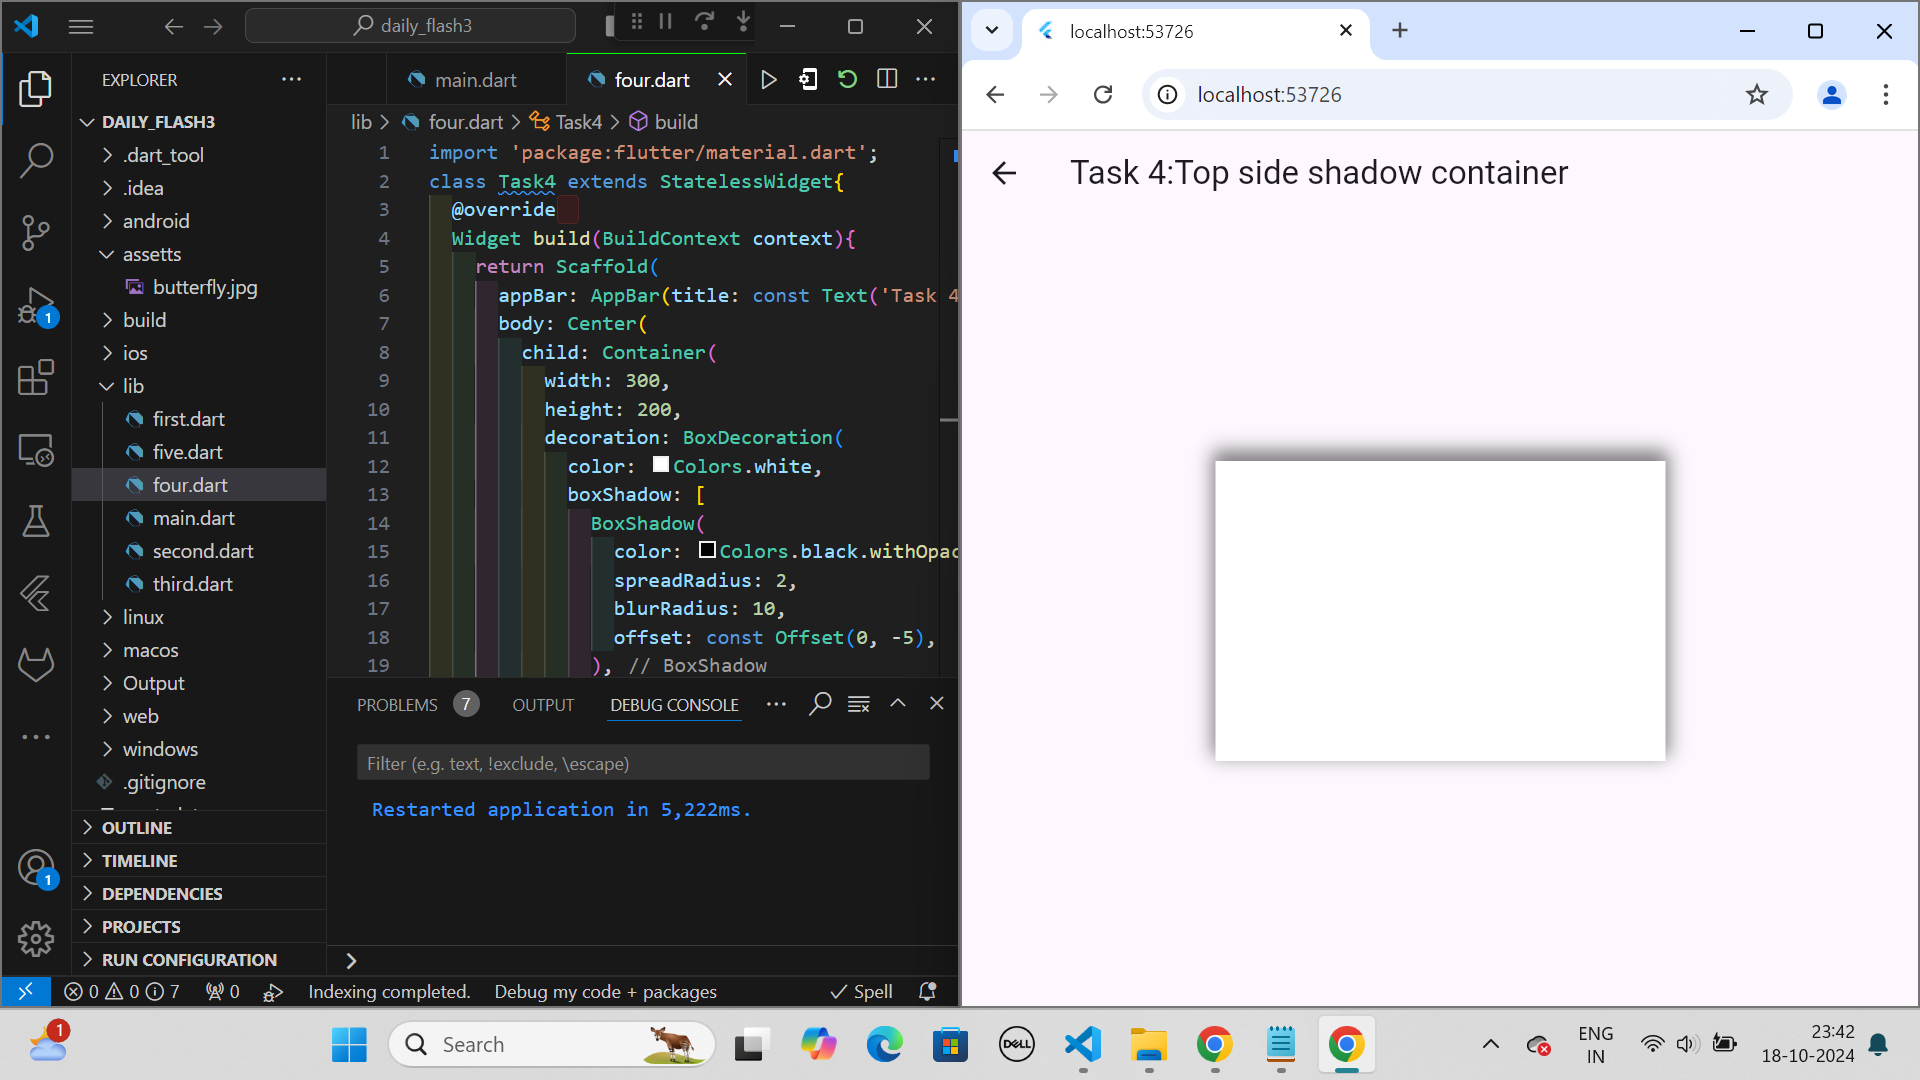 daily_flash3
EXPLORER
DAILY_FLASH3
.dart_tool
.idea
android
assetts
butterfly.jpg
build
ios
lib
first.dart
five.dart
four.dart
main.dart
second.dart
third.dart
linux
macos
Output
web
windows
.gitignore
OUTLINE
TIMELINE
DEPENDENCIES
PROJECTS
RUN CONFIGURATION
1
1
main.dart
four.dart
lib > four.dart > Task4 > build
1 import 'package:flutter/material.dart';
2 class Task4 extends StatelessWidget{
3 @override
4 Widget build(BuildContext context){
5 return Scaffold(
6 appBar: AppBar(title: const Text('Task 4
7 body: Center(
8 child: Container(
9 width: 300,
10 height: 200,
11 decoration: BoxDecoration(
12 color: Colors.white,
13 boxShadow: [
14 BoxShadow(
15 color: Colors.black.withOpac
16 spreadRadius: 2,
17 blurRadius: 10,
18 offset: const Offset(0, -5),
19 ), // BoxShadow
PROBLEMS 7 OUTPUT DEBUG CONSOLE
Filter (e.g. text, !exclude, \escape)
Restarted application in 5,222ms.
0 0 7 0 Indexing completed. Debug my code + packages Spell
localhost:53726
localhost:53726
Task 4:Top side shadow container
1
Search
DELL
ENG
IN
23:42
18-10-2024